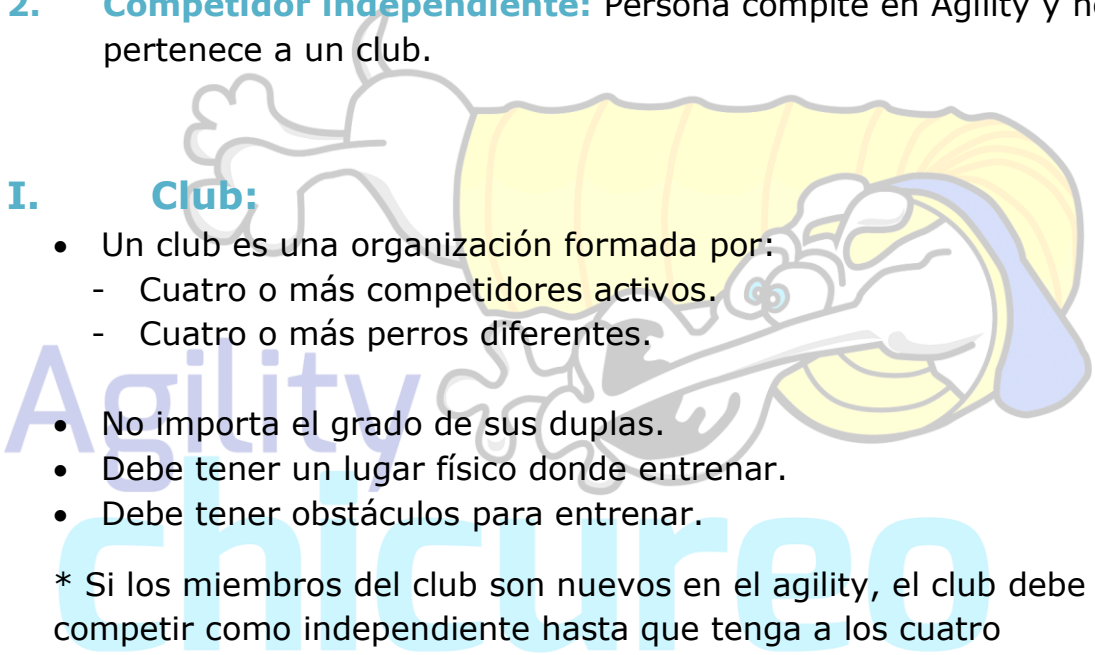 2. Competidor independiente: Persona compite en Agility y no
pertenece a un club.
I. Club:
• Un club es una organización formada por:
- Cuatro o más competidores activos.
- Cuatro o más perros diferentes.
Agility
• No importa el grado de sus duplas.
• Debe tener un lugar físico donde entrenar.
• Debe tener obstáculos para entrenar.
chicureo
* Si los miembros del club son nuevos en el agility, el club debe
competir como independiente hasta que tenga a los cuatro